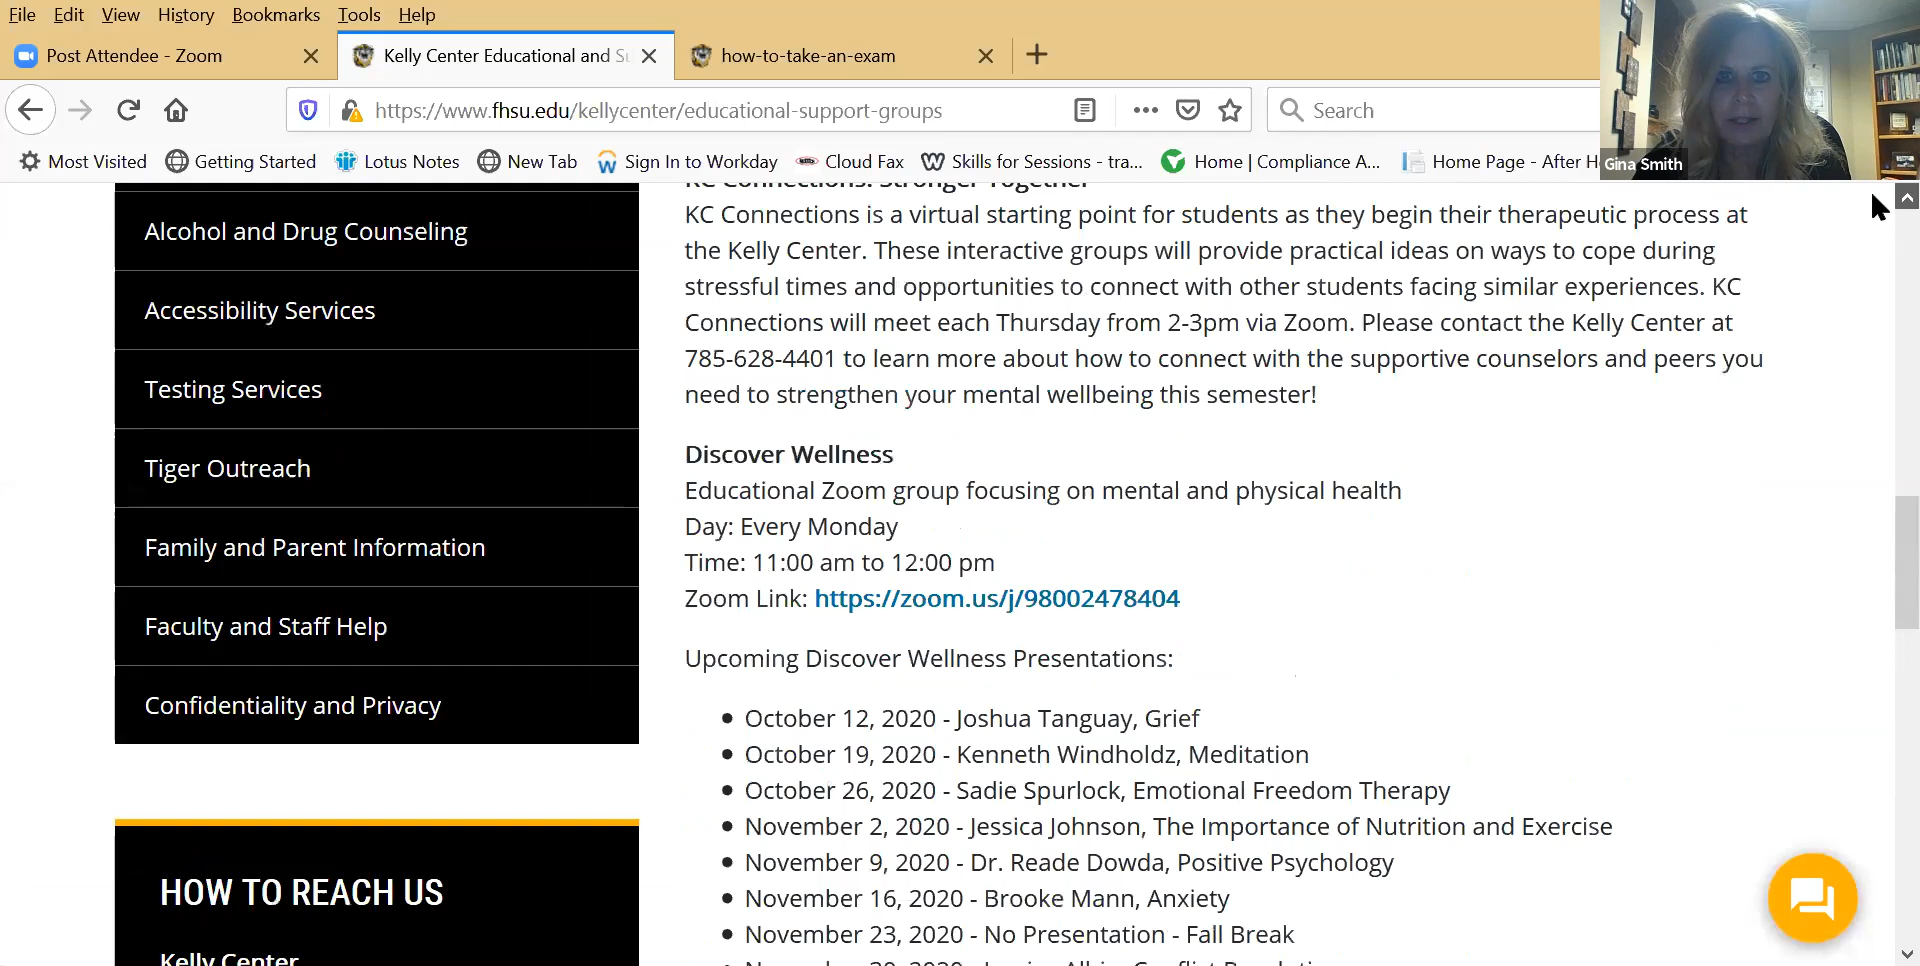 File Edit View History Bookmarks Tools Help
Post Attendee - Zoom
Kelly Center Educational and Su
how-to-take-an-exam
https://www.fhsu.edu/kellycenter/educational-support-groups
Search
Most Visited Getting Started Lotus Notes New Tab Sign In to Workday Cloud Fax Skills for Sessions - tra... Home | Compliance A... Home Page - After H
Gina Smith
Alcohol and Drug Counseling
Accessibility Services
Testing Services
Tiger Outreach
Family and Parent Information
Faculty and Staff Help
Confidentiality and Privacy
HOW TO REACH US
Kelly Center
KC Connections: Stronger Together
KC Connections is a virtual starting point for students as they begin their therapeutic process at
the Kelly Center. These interactive groups will provide practical ideas on ways to cope during
stressful times and opportunities to connect with other students facing similar experiences. KC
Connections will meet each Thursday from 2-3pm via Zoom. Please contact the Kelly Center at
785-628-4401 to learn more about how to connect with the supportive counselors and peers you
need to strengthen your mental wellbeing this semester!
Discover Wellness
Educational Zoom group focusing on mental and physical health
Day: Every Monday
Time: 11:00 am to 12:00 pm
Zoom Link: https://zoom.us/j/98002478404
Upcoming Discover Wellness Presentations:
October 12, 2020 - Joshua Tanguay, Grief
October 19, 2020 - Kenneth Windholdz, Meditation
October 26, 2020 - Sadie Spurlock, Emotional Freedom Therapy
November 2, 2020 - Jessica Johnson, The Importance of Nutrition and Exercise
November 9, 2020 - Dr. Reade Dowda, Positive Psychology
November 16, 2020 - Brooke Mann, Anxiety
November 23, 2020 - No Presentation - Fall Break